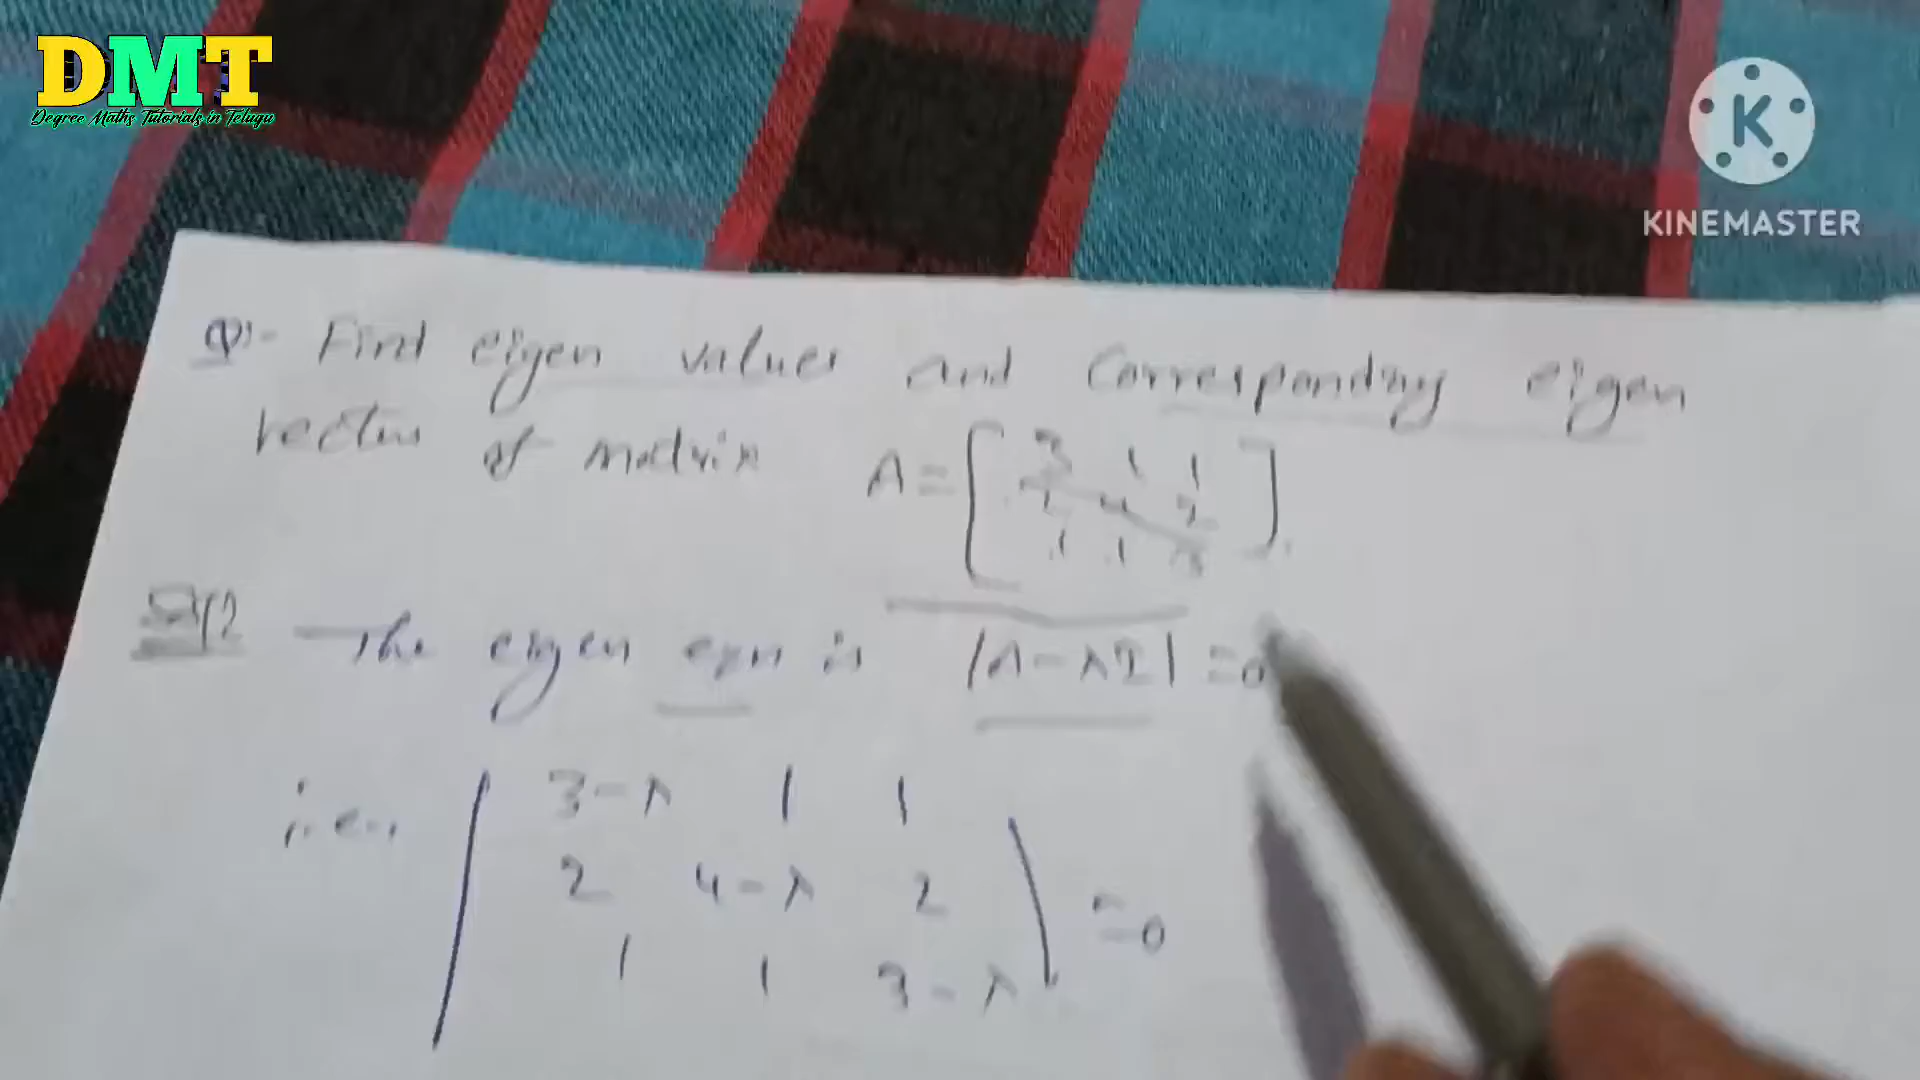 DMT
Degree Maths Tutorials in Telugu
K
KINEMASTER
Q:- Find eigen values and corresponding eigen
vectors of matrix A = [ 3 1 1
2 4 2
1 1 3 ].
The eigen eqn is |A - λI| = 0
i.e., | 3-λ 1 1
2 4-λ 2
1 1 3-λ | = 0